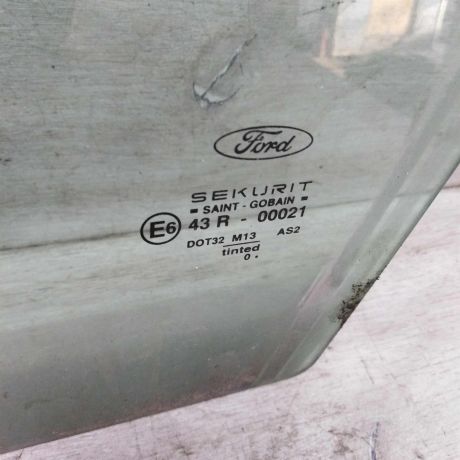 Ford
SEKURIT
SAINT - GOBAIN
E6 43 R - 00021
DOT32 M13 AS2
tinted
0 .